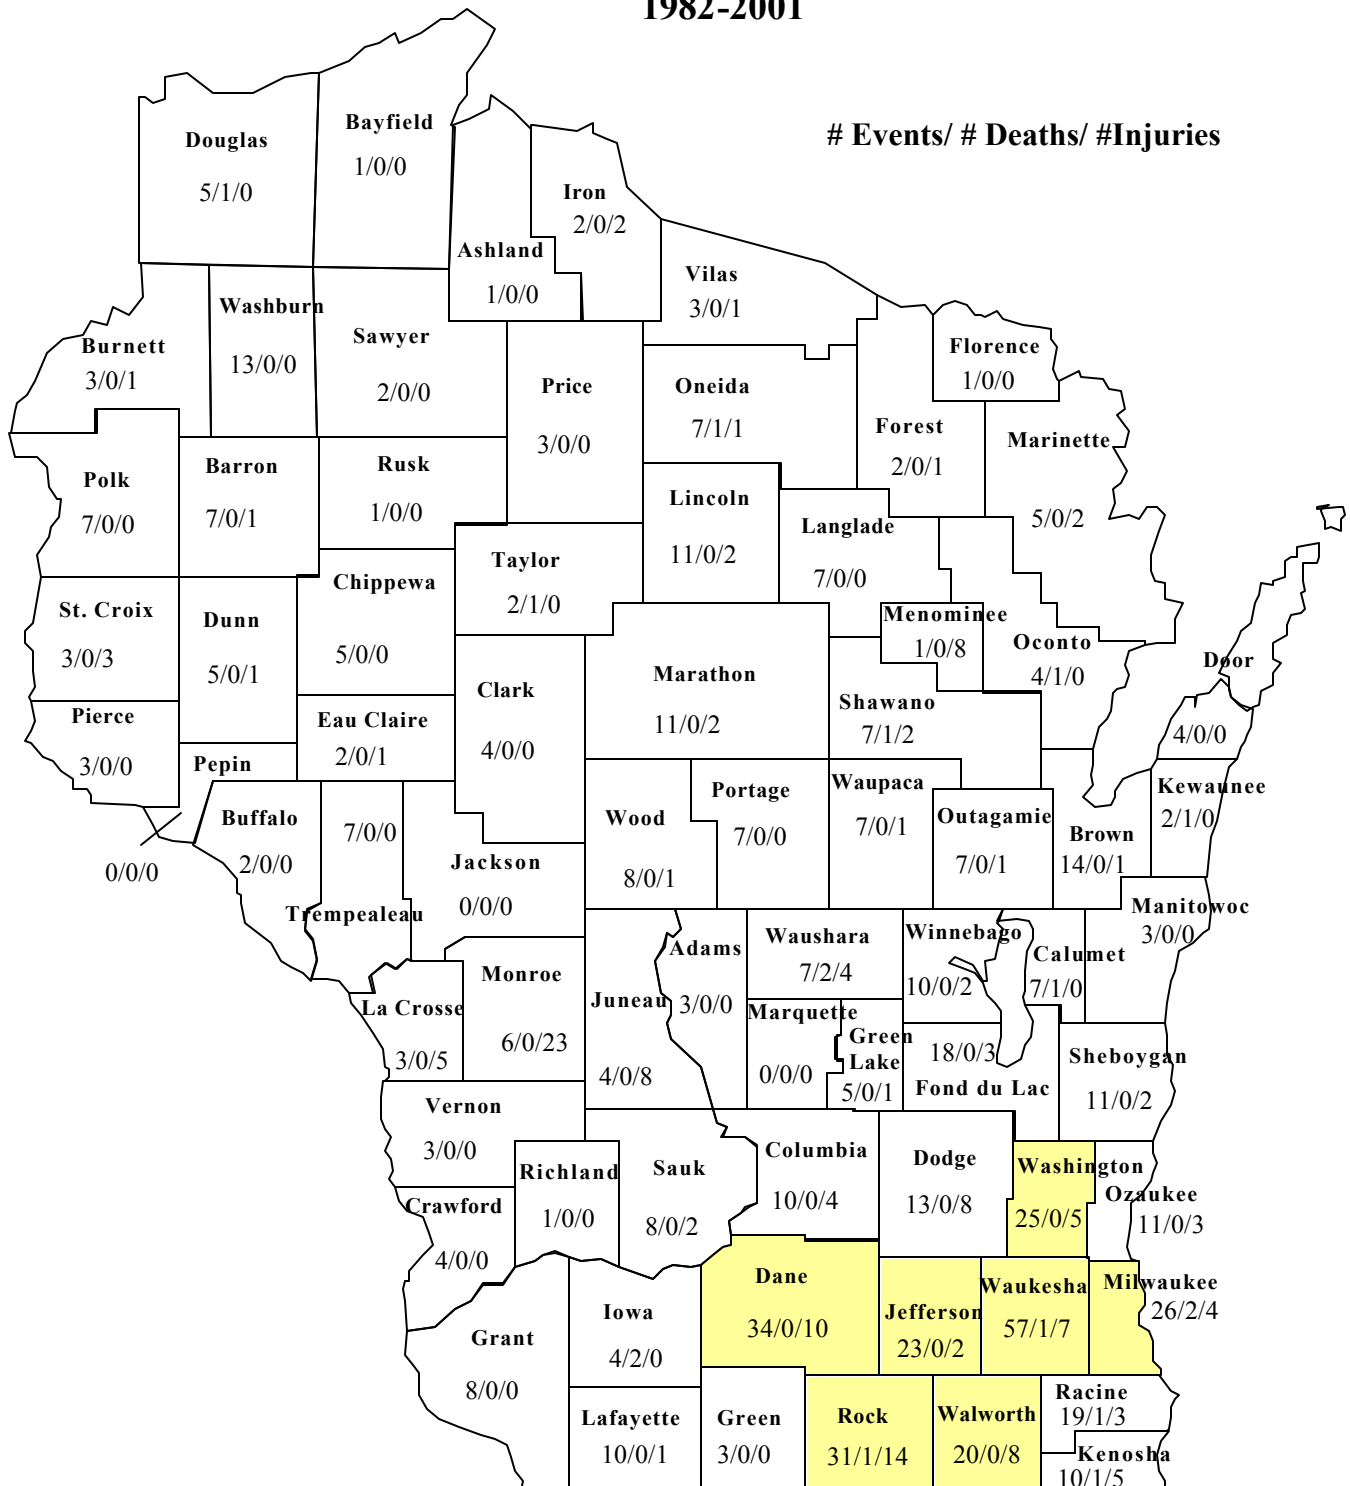 1982-2001
# Events/ # Deaths/ #Injuries
Douglas
5/1/0
Bayfield
1/0/0
Ashland
1/0/0
Iron
2/0/2
Vilas
3/0/1
Burnett
3/0/1
Washburn
13/0/0
Sawyer
2/0/0
Price
3/0/0
Oneida
7/1/1
Florence
1/0/0
Forest
2/0/1
Marinette
5/0/2
Polk
7/0/0
Barron
7/0/1
Rusk
1/0/0
Lincoln
11/0/2
Langlade
7/0/0
Taylor
2/1/0
Chippewa
5/0/0
St. Croix
3/0/3
Dunn
5/0/1
Menominee
1/0/8
Oconto
4/1/0
Door
4/0/0
Marathon
11/0/2
Clark
4/0/0
Shawano
7/1/2
Pierce
3/0/0
Pepin
0/0/0
Eau Claire
2/0/1
Buffalo
2/0/0
7/0/0
Trempealeau
Jackson
0/0/0
Wood
8/0/1
Portage
7/0/0
Waupaca
7/0/1
Outagamie
7/0/1
Brown
14/0/1
Kewaunee
2/1/0
Manitowoc
3/0/0
La Crosse
3/0/5
Monroe
6/0/23
Juneau
4/0/8
Adams
3/0/0
Waushara
7/2/4
Marquette
0/0/0
Green
Lake
5/0/1
Winnebago
10/0/2
Calumet
7/1/0
18/0/3
Fond du Lac
Sheboygan
11/0/2
Vernon
3/0/0
Richland
1/0/0
Sauk
8/0/2
Columbia
10/0/4
Dodge
13/0/8
Washington
25/0/5
Ozaukee
11/0/3
Crawford
4/0/0
Grant
8/0/0
Iowa
4/2/0
Dane
34/0/10
Jefferson
23/0/2
Waukesha
57/1/7
Milwaukee
26/2/4
Lafayette
10/0/1
Green
3/0/0
Rock
31/1/14
Walworth
20/0/8
Racine
19/1/3
Kenosha
10/1/5